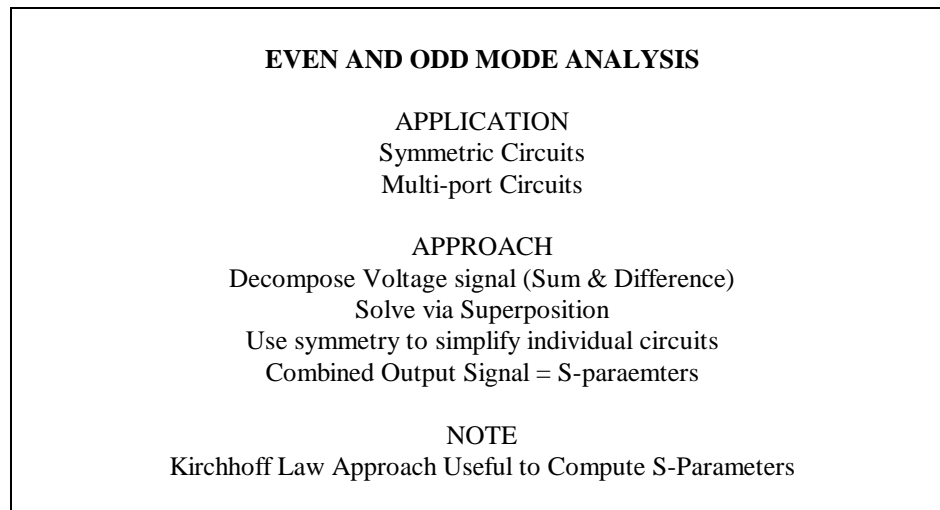 EVEN AND ODD MODE ANALYSIS
APPLICATION
Symmetric Circuits
Multi-port Circuits
APPROACH
Decompose Voltage signal (Sum & Difference)
Solve via Superposition
Use symmetry to simplify individual circuits
Combined Output Signal = S-paraemters
NOTE
Kirchhoff Law Approach Useful to Compute S-Parameters